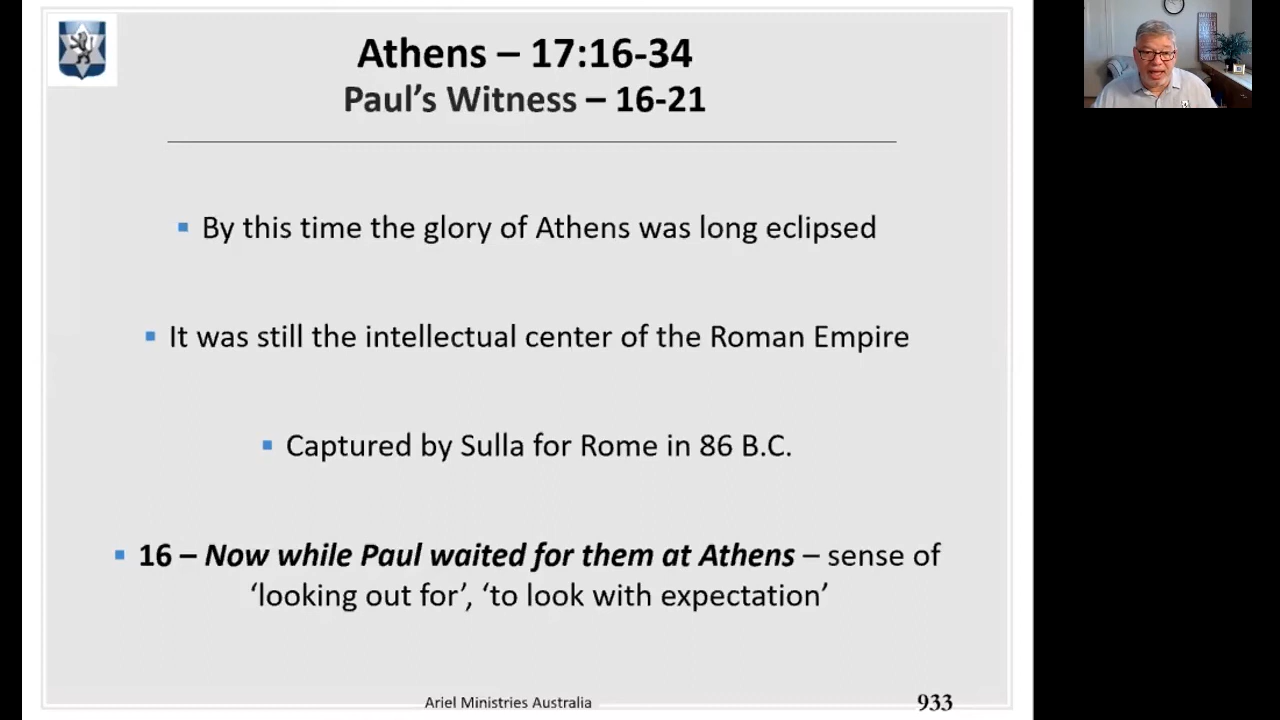 Athens – 17:16-34
Paul's Witness – 16-21
▪ By this time the glory of Athens was long eclipsed
▪ It was still the intellectual center of the Roman Empire
▪ Captured by Sulla for Rome in 86 B.C.
▪ 16 – Now while Paul waited for them at Athens – sense of
'looking out for', 'to look with expectation'
Ariel Ministries Australia
933